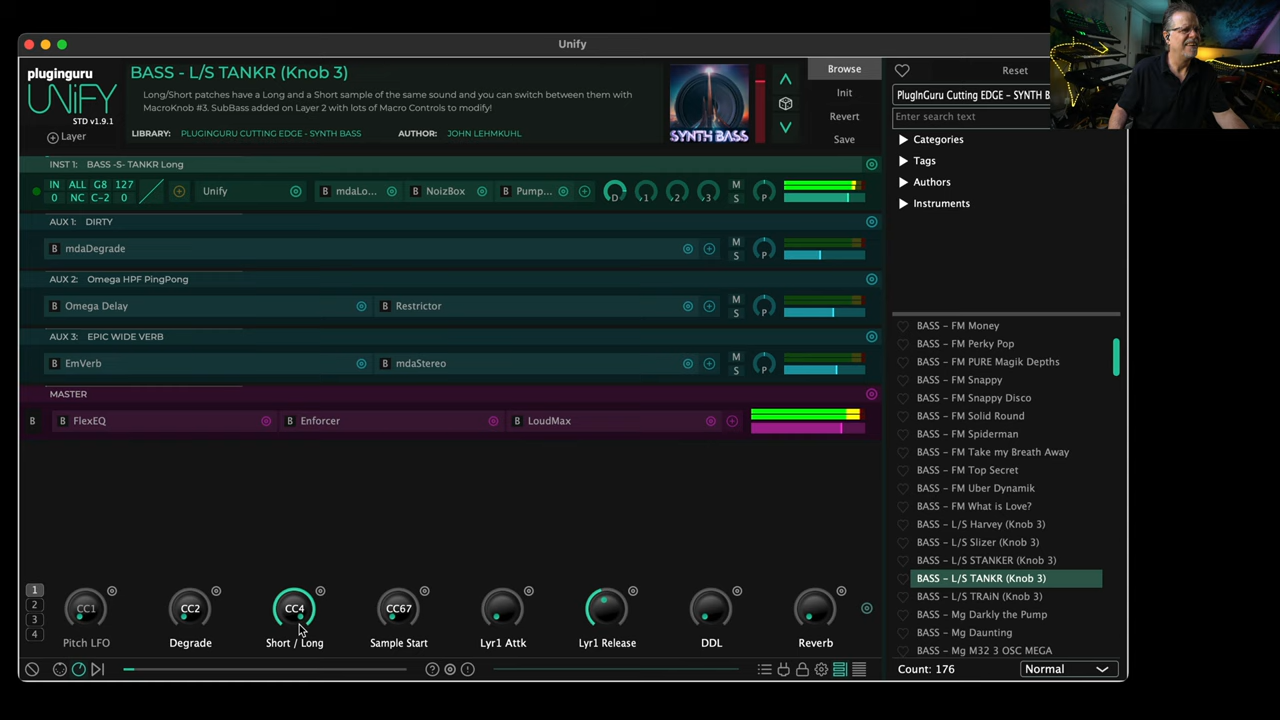 Unify
pluginguru
UNiFY
STD v1.9.1
Layer
BASS - L/S TANKR (Knob 3)
Long/Short patches have a Long and a Short sample of the same sound and you can switch between them with
MacroKnob #3. SubBass added on Layer 2 with lots of Macro Controls to modify!
LIBRARY: PLUGINGURU CUTTING EDGE - SYNTH BASS AUTHOR: JOHN LEHMKUHL
SYNTH BASS
Browse
Init
Revert
Save
Reset
PlugInGuru Cutting EDGE - SYNTH B
Enter search text
Categories
Tags
Authors
Instruments
INST 1: BASS -S- TANKR Long
IN ALL G8 127
0 NC C-2 0
Unify
B mdaLo...
B NoizBox
B Pump...
D 1 2 3
M
S
P
AUX 1: DIRTY
B mdaDegrade
M
S
P
AUX 2: Omega HPF PingPong
B Omega Delay
B Restrictor
M
S
P
AUX 3: EPIC WIDE VERB
B EmVerb
B mdaStereo
M
S
P
MASTER
B
B FlexEQ
B Enforcer
B LoudMax
BASS - FM Money
BASS - FM Perky Pop
BASS - FM PURE Magik Depths
BASS - FM Snappy
BASS - FM Snappy Disco
BASS - FM Solid Round
BASS - FM Spiderman
BASS - FM Take my Breath Away
BASS - FM Top Secret
BASS - FM Uber Dynamik
BASS - FM What is Love?
BASS - L/S Harvey (Knob 3)
BASS - L/S Slizer (Knob 3)
BASS - L/S STANKER (Knob 3)
BASS - L/S TANKR (Knob 3)
BASS - L/S TRAiN (Knob 3)
BASS - Mg Darkly the Pump
BASS - Mg Daunting
BASS - Mg M32 3 OSC MEGA
1
2
3
4
CC1 CC2 CC4 CC67
Pitch LFO Degrade Short / Long Sample Start Lyr1 Attk Lyr1 Release DDL Reverb
Count: 176
Normal